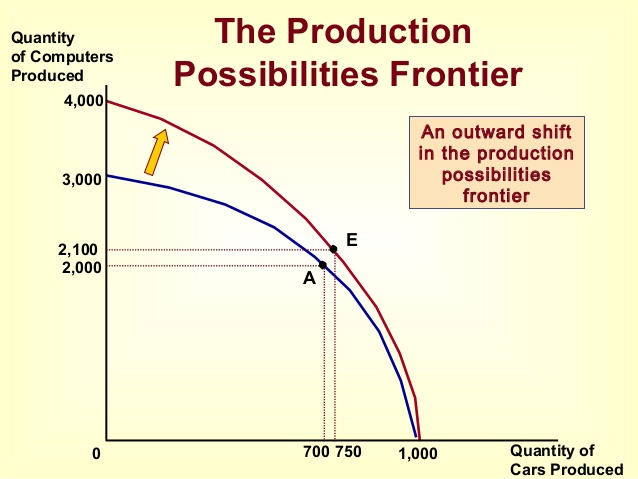 The Production
Possibilities Frontier
Quantity
of Computers
Produced
4,000
An outward shift
in the production
possibilities
frontier
3,000
E
2,100
2,000
A
0
700 750
1,000
Quantity of
Cars Produced